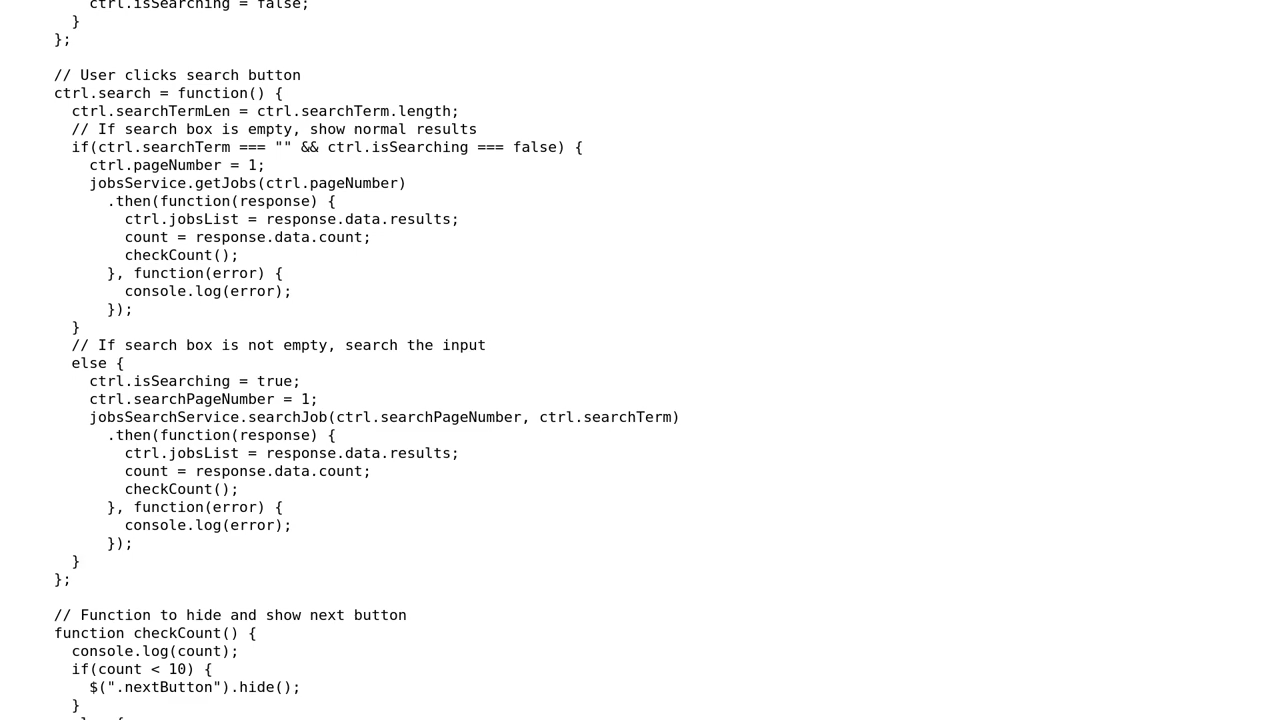 ctrl.isSearching = false;
    }
  };

  // User clicks search button
  ctrl.search = function() {
    ctrl.searchTermLen = ctrl.searchTerm.length;
    // If search box is empty, show normal results
    if(ctrl.searchTerm === "" && ctrl.isSearching === false) {
      ctrl.pageNumber = 1;
      jobsService.getJobs(ctrl.pageNumber)
        .then(function(response) {
          ctrl.jobsList = response.data.results;
          count = response.data.count;
          checkCount();
        }, function(error) {
          console.log(error);
        });
    }
    // If search box is not empty, search the input
    else {
      ctrl.isSearching = true;
      ctrl.searchPageNumber = 1;
      jobsSearchService.searchJob(ctrl.searchPageNumber, ctrl.searchTerm)
        .then(function(response) {
          ctrl.jobsList = response.data.results;
          count = response.data.count;
          checkCount();
        }, function(error) {
          console.log(error);
        });
    }
  };

  // Function to hide and show next button
  function checkCount() {
    console.log(count);
    if(count < 10) {
      $(".nextButton").hide();
    }